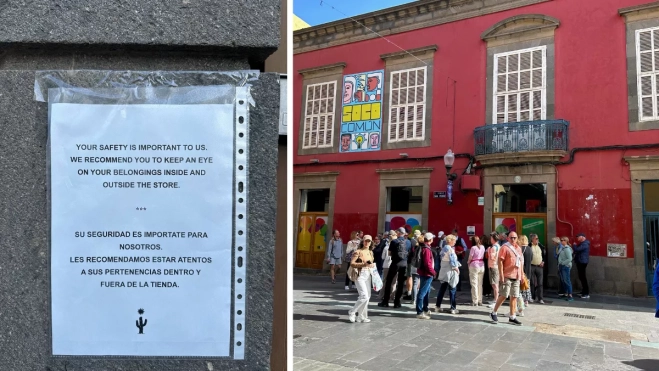 YOUR SAFETY IS IMPORTANT TO US.
WE RECOMMEND YOU TO KEEP AN EYE
ON YOUR BELONGINGS INSIDE AND
OUTSIDE THE STORE.
***
SU SEGURIDAD ES IMPORTATE PARA
NOSOTROS.
LES RECOMENDAMOS ESTAR ATENTOS
A SUS PERTENENCIAS DENTRO Y
FUERA DE LA TIENDA.
SOCO
COMÚN